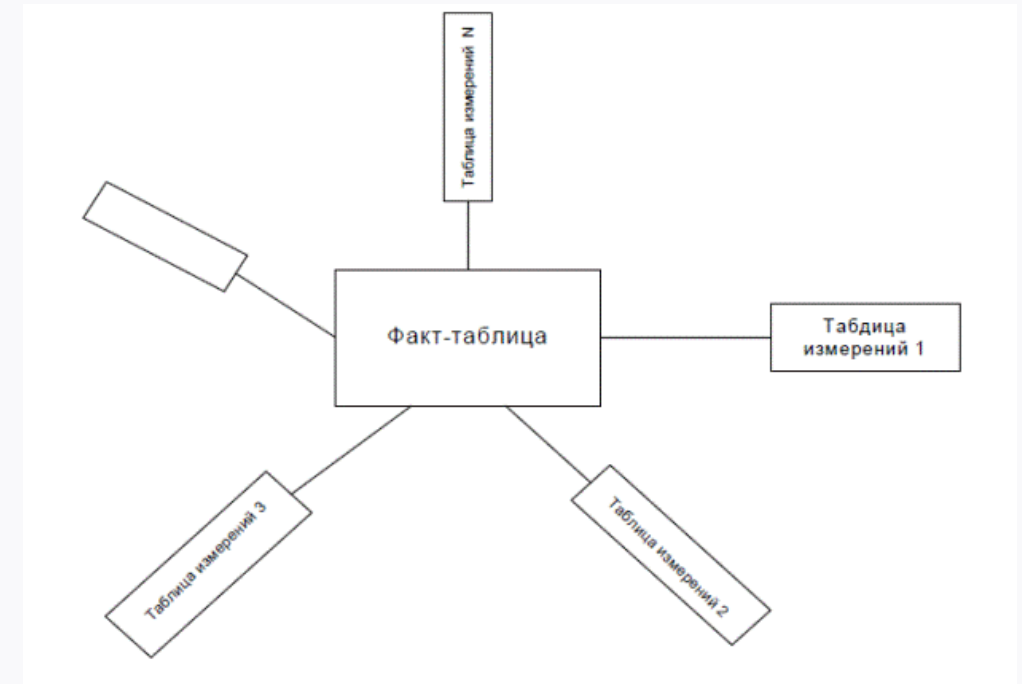 Таблица измерений N
Факт-таблица
Табдица
измерений 1
Таблица измерений 3
Таблица измерений 2